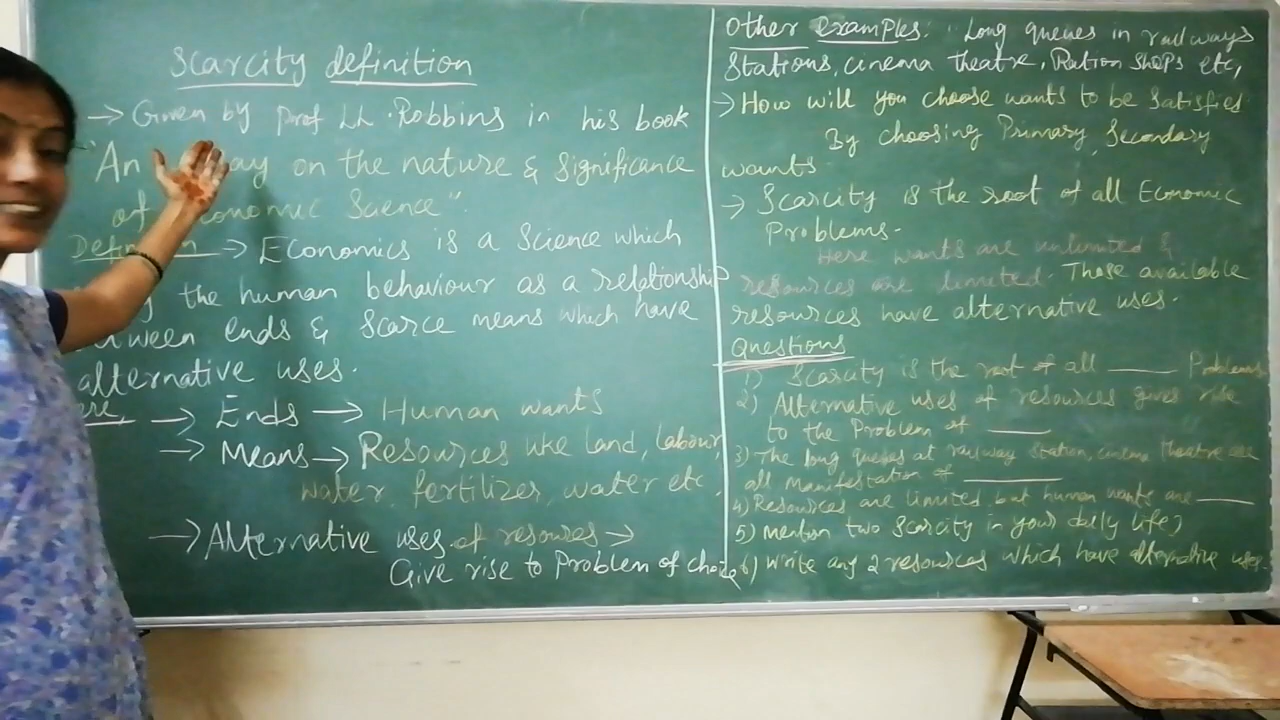 Scarcity definition
→ Given by Prof LL. Robbins in his book
"An ay on the nature & Significance
of onomic Science".
→ Economics is a Science which
the human behaviour as a relationship
ween ends & Scarce means which have
alternative uses.
→ Ends → Human wants
→ Means → Resources like land, labour,
water, fertilizer, water etc,
→ Alternative uses of resources →
Give rise to Problem of choice
Other examples: Long queues in railways
Stations, cinema theatre, Ration Shops etc,
→ How will you choose wants to be Satisfied
By choosing Primary, Secondary
wants.
→ Scarcity is the root of all Economic
Problems.
Here wants are unlimited &
resources are limited. Those available
resources have alternative uses.
Questions
1) Scarcity is the root of all ___ Problems
2) Alternative uses of resources gives rise
to the Problem of ___
3) The long queues at railway station, cinema theatre are
all manifestation of ___
4) Resources are limited but human wants are ___
5) Mention two Scarcity in your daily life?
6) Write any 2 resources which have alternative uses.